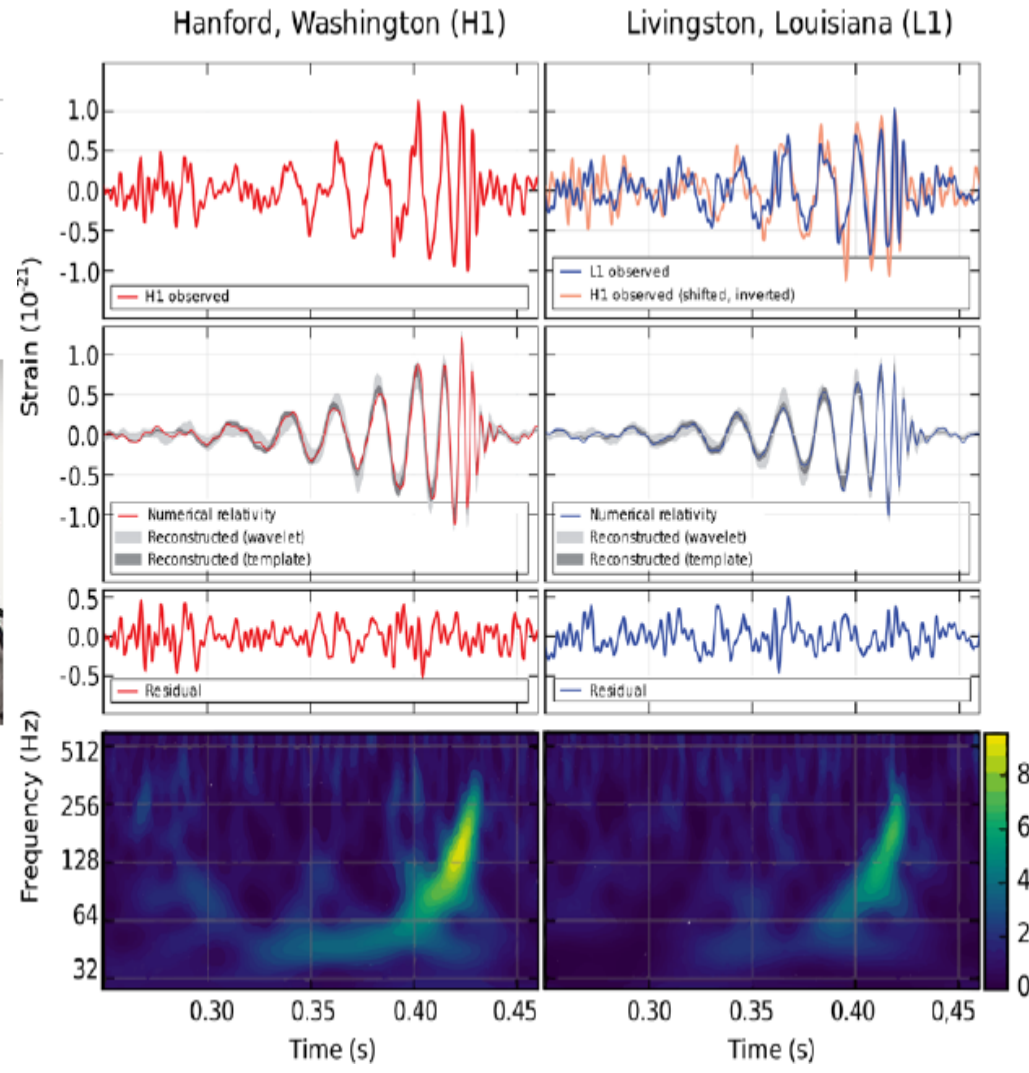 Hanford, Washington (H1)
Livingston, Louisiana (L1)
Strain (10⁻²¹)
1.0
0.5
0.0
-0.5
-1.0
H1 observed
L1 observed
H1 observed (shifted, inverted)
1.0
0.5
0.0
-0.5
-1.0
Numerical relativity
Reconstructed (wavelet)
Reconstructed (template)
Numerical relativity
Reconstructed (wavelet)
Reconstructed (template)
0.5
0.0
-0.5
Residual
Residual
Frequency (Hz)
512
256
128
64
32
8
6
4
2
0
0.30
0.35
0.40
0.45
0.30
0.35
0.40
0,45
Time (s)
Time (s)